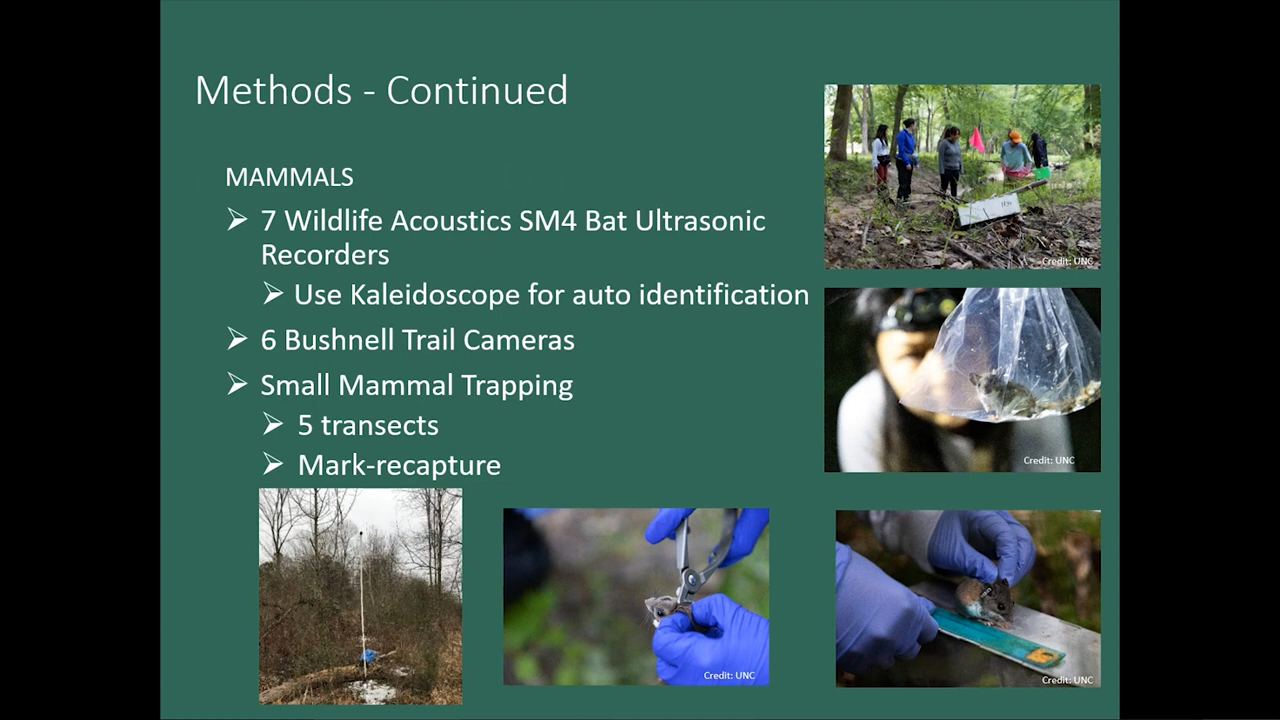 Methods - Continued
MAMMALS
7 Wildlife Acoustics SM4 Bat Ultrasonic
Recorders
Use Kaleidoscope for auto identification
6 Bushnell Trail Cameras
Small Mammal Trapping
5 transects
Mark-recapture
Credit: UNC
Credit: UNC
Credit: UNC
Credit: UNC